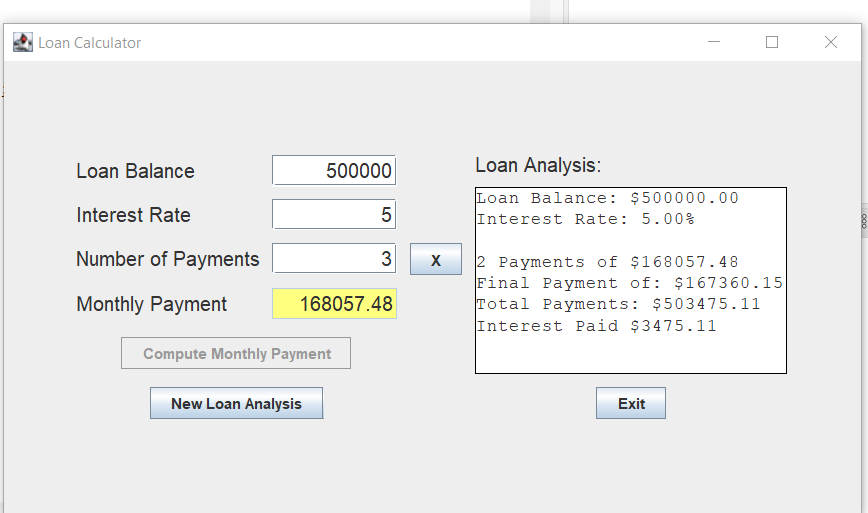 Loan Calculator
Loan Balance 500000
Interest Rate 5
Number of Payments 3 X
Monthly Payment 168057.48
Compute Monthly Payment
New Loan Analysis
Loan Analysis:
Loan Balance: $500000.00
Interest Rate: 5.00%
2 Payments of $168057.48
Final Payment of: $167360.15
Total Payments: $503475.11
Interest Paid $3475.11
Exit